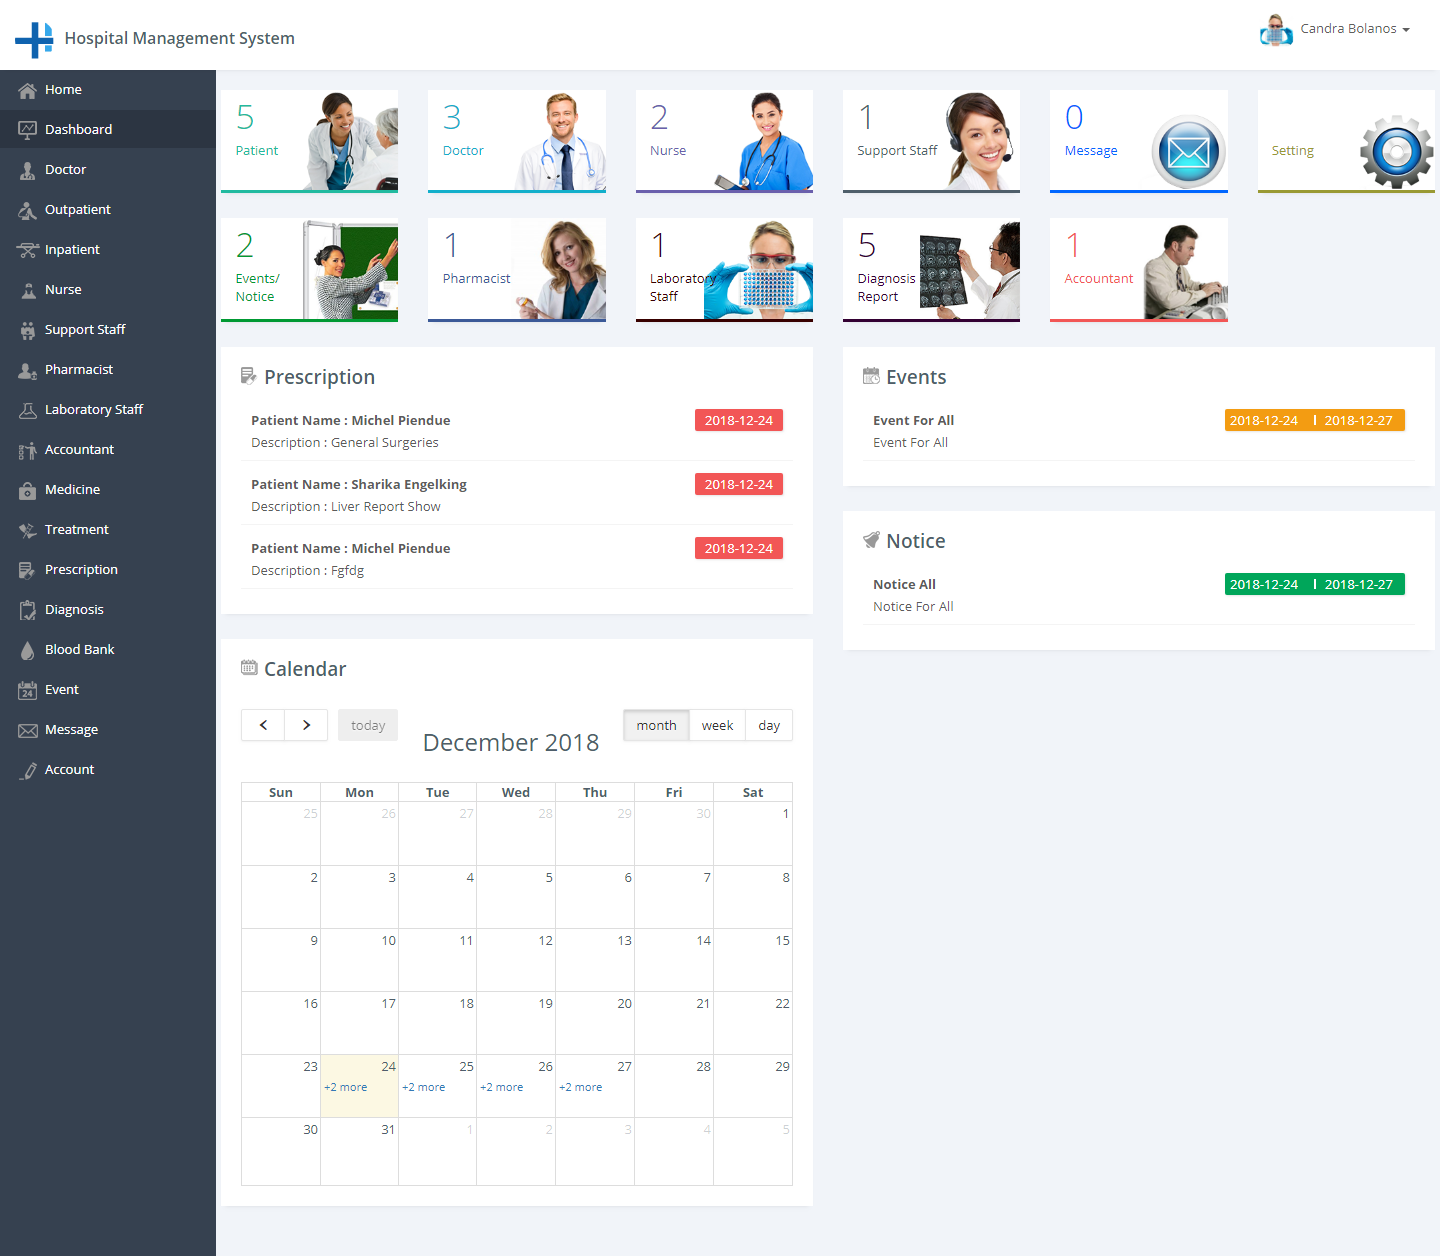 Hospital Management System
Candra Bolanos
Home
Dashboard
Doctor
Outpatient
Inpatient
Nurse
Support Staff
Pharmacist
Laboratory Staff
Accountant
Medicine
Treatment
Prescription
Diagnosis
Blood Bank
24
Event
Message
Account
5
Patient
3
Doctor
2
Nurse
1
Support Staff
0
Message
Setting
2
Events/
Notice
1
Pharmacist
1
Laboratory
Staff
5
Diagnosis
Report
1
Accountant
Prescription
Patient Name : Michel Piendue 2018-12-24
Description : General Surgeries
Patient Name : Sharika Engelking 2018-12-24
Description : Liver Report Show
Patient Name : Michel Piendue 2018-12-24
Description : Fgfdg
Events
Event For All 2018-12-24 | 2018-12-27
Event For All
Notice
Notice All 2018-12-24 | 2018-12-27
Notice For All
Calendar
today
December 2018
month week day
Sun Mon Tue Wed Thu Fri Sat
25 26 27 28 29 30 1
2 3 4 5 6 7 8
9 10 11 12 13 14 15
16 17 18 19 20 21 22
23 24 25 26 27 28 29
+2 more +2 more +2 more +2 more
30 31 1 2 3 4 5